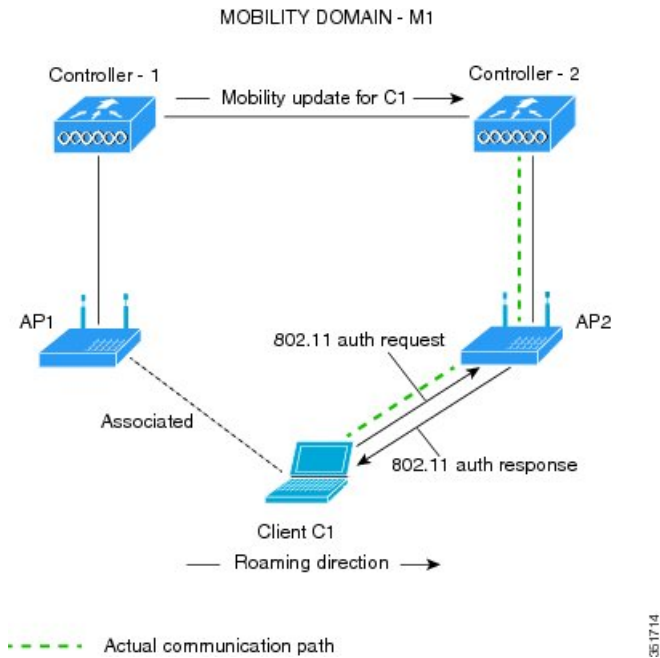 MOBILITY DOMAIN - M1
Controller - 1
Controller - 2
Mobility update for C1
AP1
AP2
802.11 auth request
Associated
802.11 auth response
Client C1
Roaming direction
Actual communication path
351714